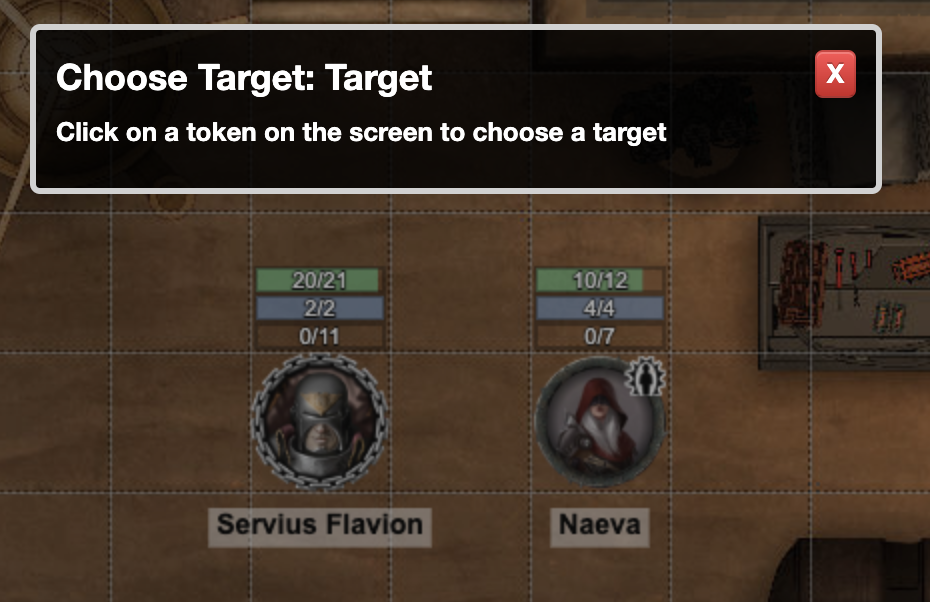 Choose Target: Target
X
Click on a token on the screen to choose a target
20/21
2/2
0/11
10/12
4/4
0/7
Servius Flavion
Naeva